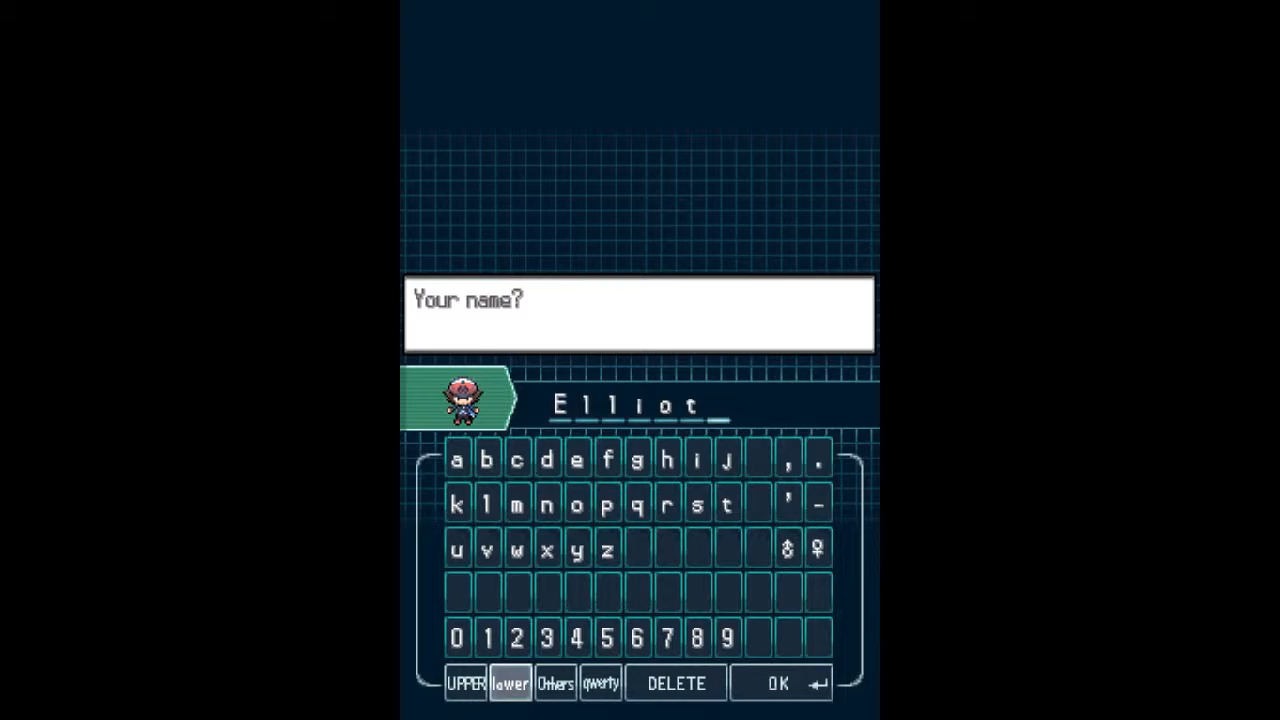 Your name?
Elliot
a b c d e f g h i j , .
k l m n o p q r s t ' -
u v w x y z ♂ ♀
0 1 2 3 4 5 6 7 8 9
UPPER lower Others qwerty DELETE OK ↵